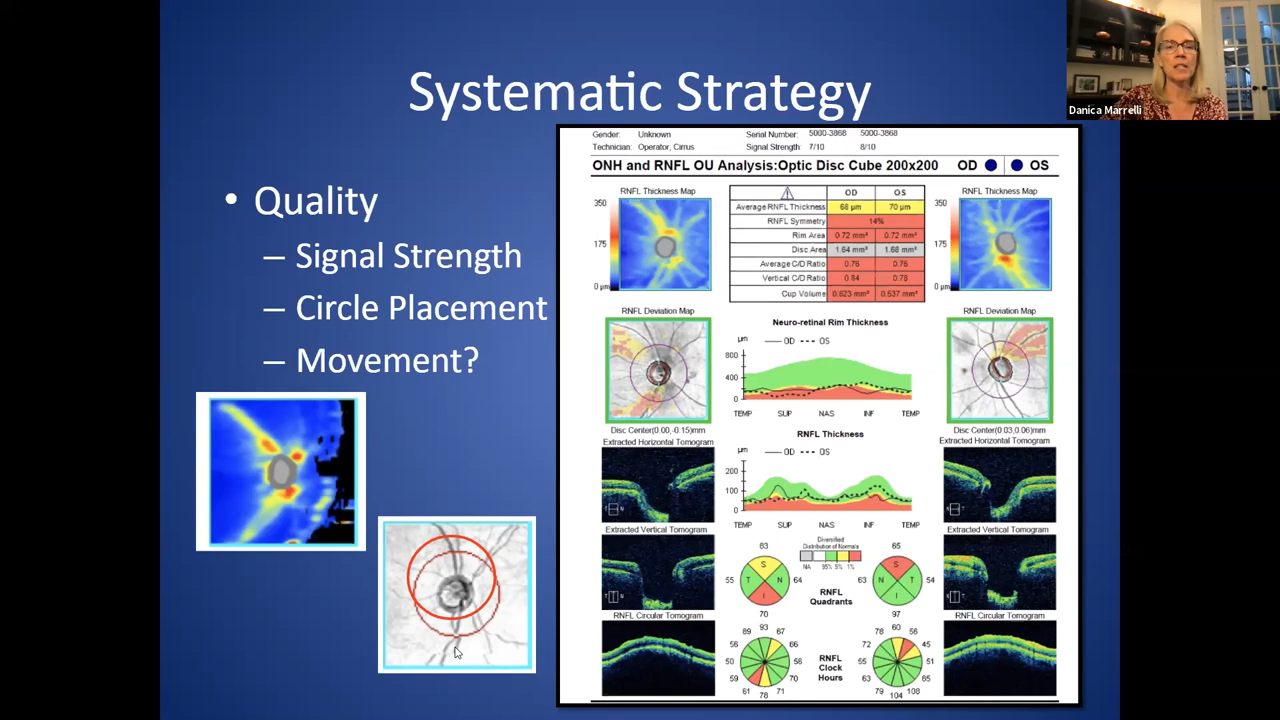 Danica Marrelli
Systematic Strategy
• Quality
– Signal Strength
– Circle Placement
– Movement?
Gender: Unknown Serial Number: 5000-3868 5000-3868
Technician: Operator, Cirrus Signal Strength: 7/10 8/10
ONH and RNFL OU Analysis:Optic Disc Cube 200x200 OD OS
RNFL Thickness Map
350
175
0 µm
OD OS
Average RNFL Thickness 68 µm 70 µm
RNFL Symmetry 14%
Rim Area 0.72 mm² 0.72 mm²
Disc Area 1.64 mm² 1.68 mm²
Average C/D Ratio 0.76 0.76
Vertical C/D Ratio 0.84 0.78
Cup Volume 0.623 mm³ 0.537 mm³
RNFL Thickness Map
350
175
0 µm
RNFL Deviation Map
Disc Center(0.00,-0.15)mm
Extracted Horizontal Tomogram
Extracted Vertical Tomogram
RNFL Circular Tomogram
Neuro-retinal Rim Thickness
µm OD OS
800
400
0
TEMP SUP NAS INF TEMP
RNFL Thickness
µm OD OS
200
100
0
TEMP SUP NAS INF TEMP
Diversified
Distribution of Normals
NA 95% 5% 1%
83
55 T S N I 64
70
RNFL
Quadrants
65
63 N S T I 54
97
93
89 67
56 66
50 58
59 70
61 71
78
RNFL
Clock
Hours
60
78 56
72 45
55 51
63 65
79 108
104
RNFL Deviation Map
Disc Center(0.03,0.06)mm
Extracted Horizontal Tomogram
Extracted Vertical Tomogram
RNFL Circular Tomogram